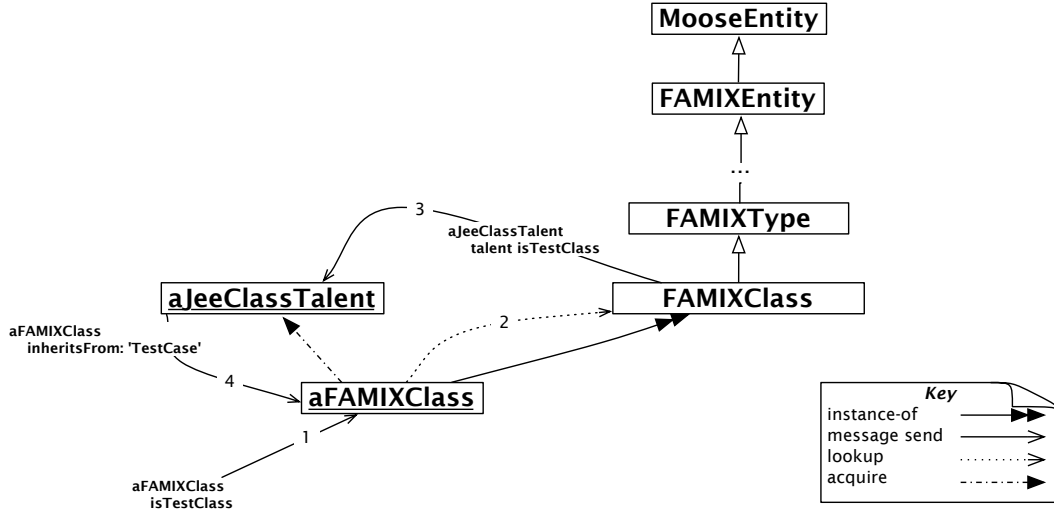 MooseEntity
FAMIXEntity
...
FAMIXType
3
aJeeClassTalent
talent isTestClass
aJeeClassTalent
FAMIXClass
2
aFAMIXClass
inheritsFrom: 'TestCase'
4
aFAMIXClass
1
aFAMIXClass
isTestClass
Key
instance-of
message send
lookup
acquire